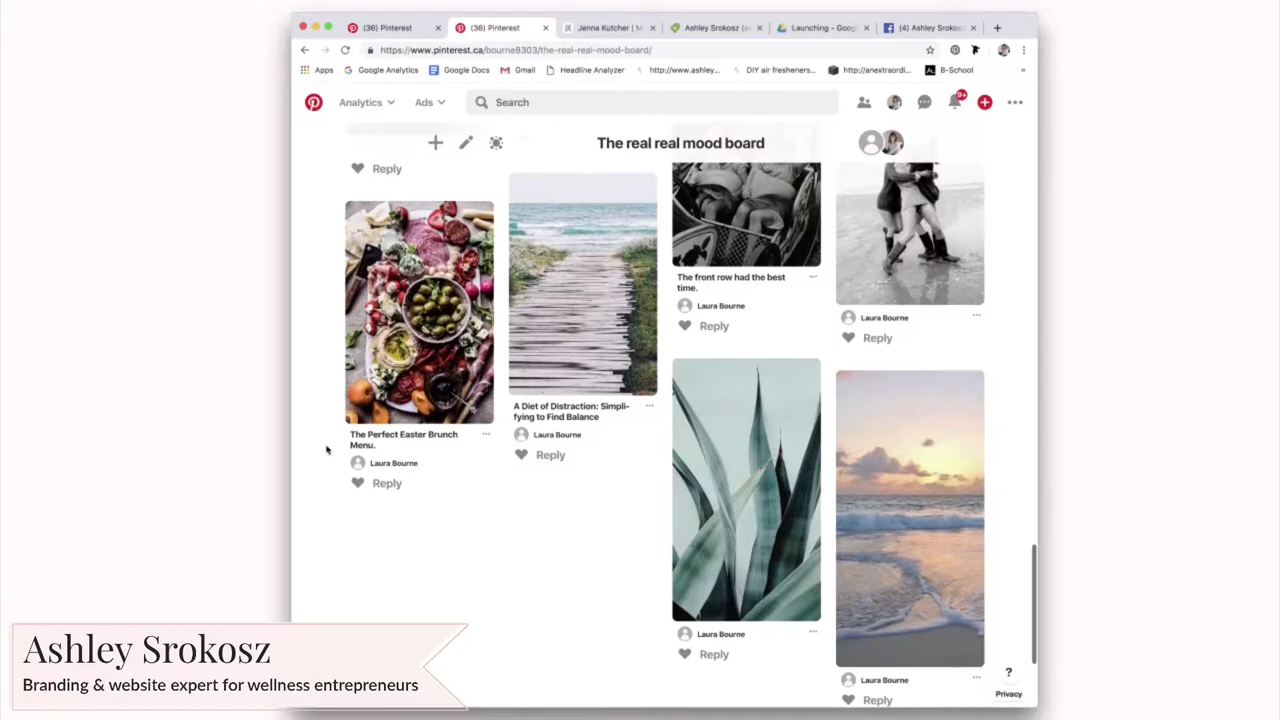 (36) Pinterest
(36) Pinterest
Jenna Kutcher | M
Ashley Srokosz (
Launching - Goog
(4) Ashley Srokos
https://www.pinterest.ca/bourne8303/the-real-real-mood-board/
Apps
Google Analytics
Google Docs
Gmail
Headline Analyzer
http://www.ashley...
DIY air fresheners...
http://anextraordi...
B-School
»
Analytics
Ads
Search
9+
The real real mood board
Reply
The front row had the best
time.
Laura Bourne
Reply
Laura Bourne
Reply
A Diet of Distraction: Simpli-
fying to Find Balance
Laura Bourne
Reply
The Perfect Easter Brunch
Menu.
Laura Bourne
Reply
Laura Bourne
Reply
Laura Bourne
Reply
?
Privacy
Ashley Srokosz
Branding & website expert for wellness entrepreneurs